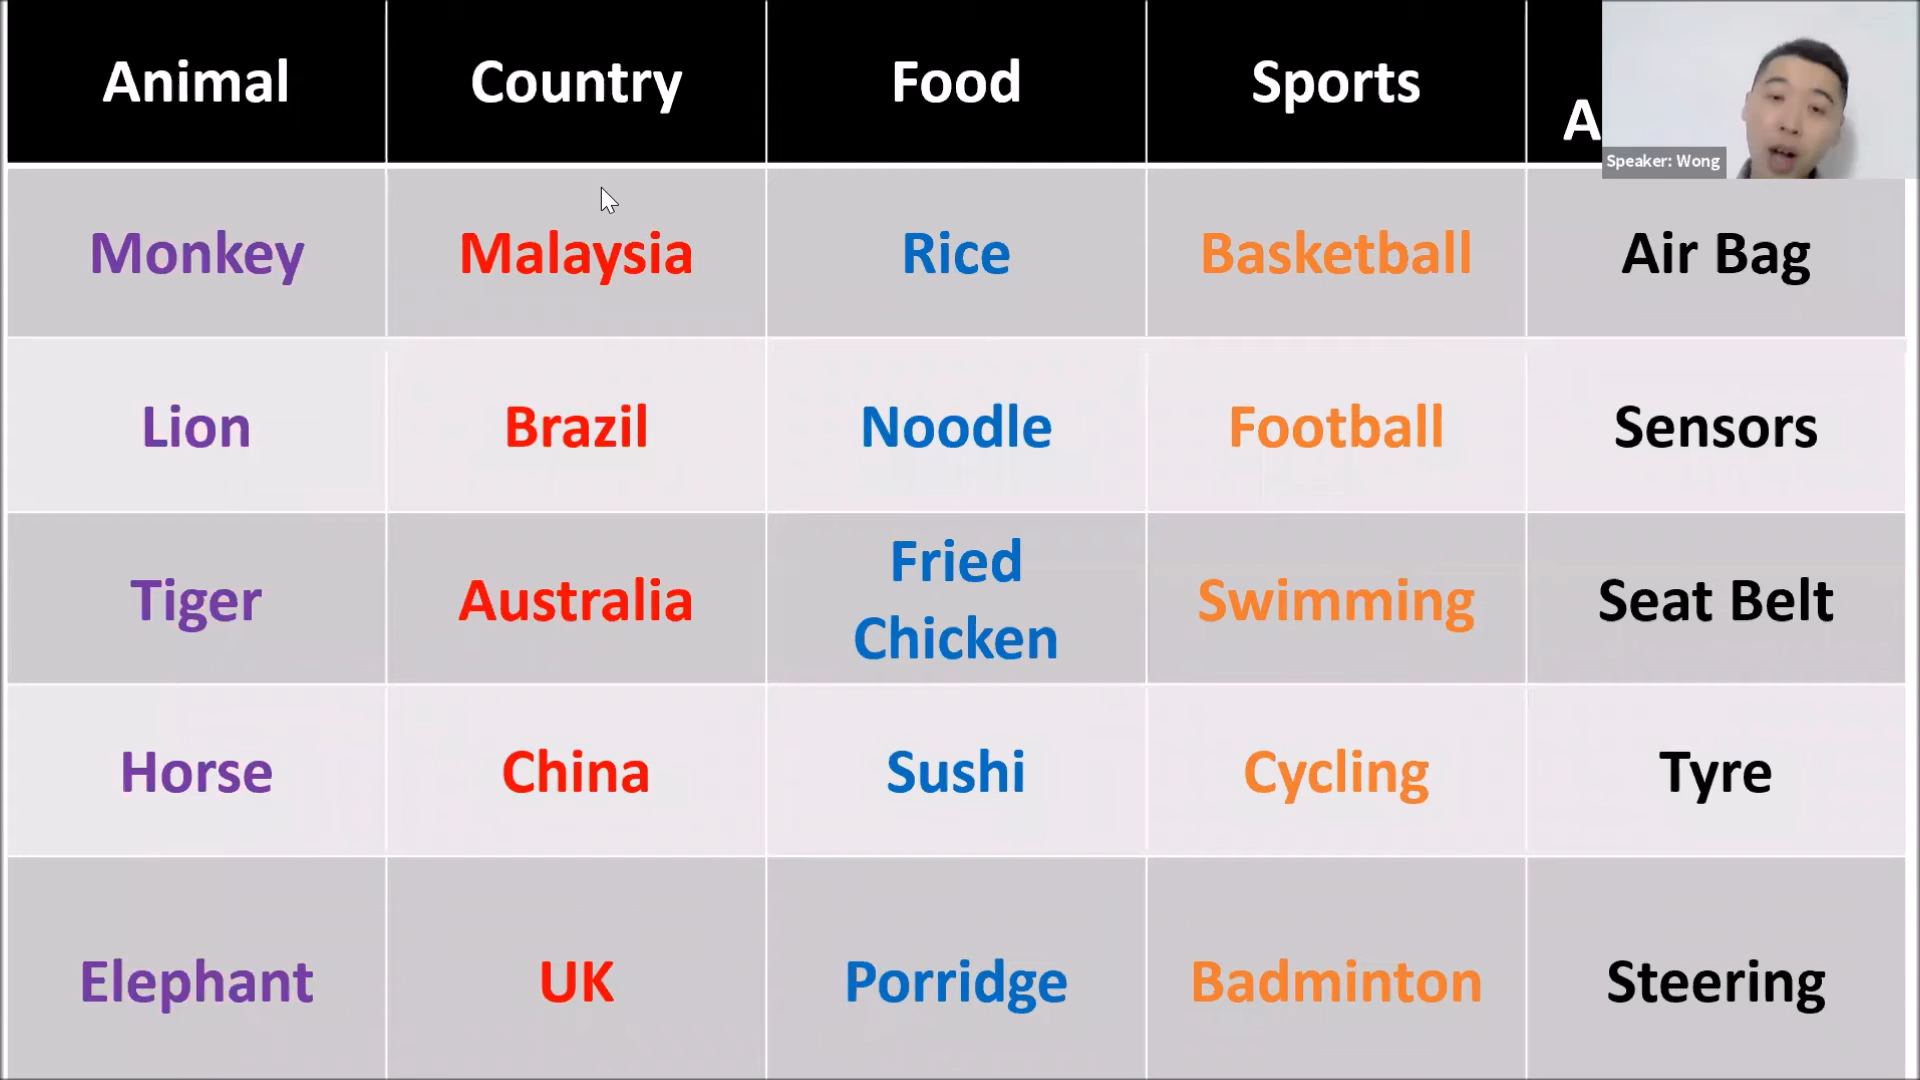 Animal
Country
Food
Sports
A
Speaker: Wong
Monkey
Malaysia
Rice
Basketball
Air Bag
Lion
Brazil
Noodle
Football
Sensors
Tiger
Australia
Fried
Chicken
Swimming
Seat Belt
Horse
China
Sushi
Cycling
Tyre
Elephant
UK
Porridge
Badminton
Steering